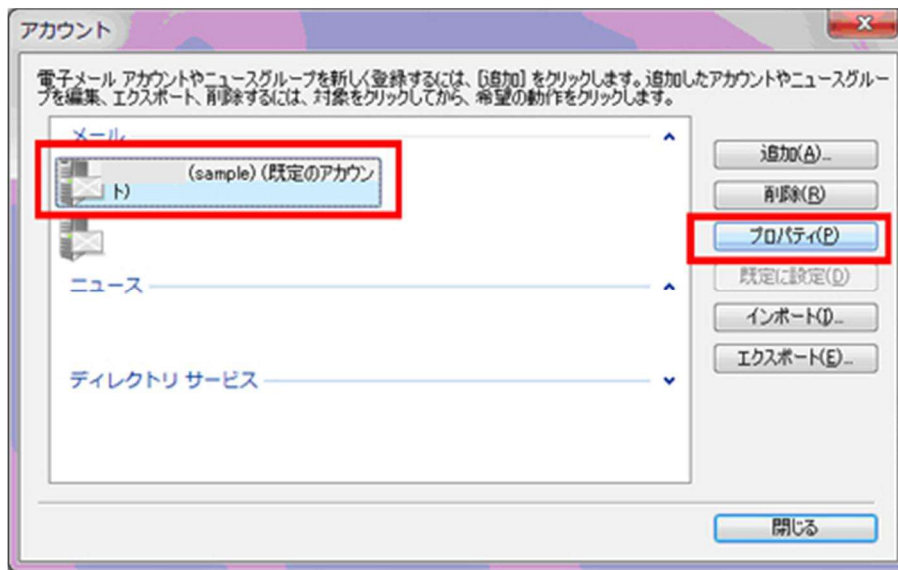 アカウント
電子メール アカウントやニュースグループを新しく登録するには、[追加] をクリックします。追加したアカウントやニュースグルー
プを編集、エクスポート、削除するには、対象をクリックしてから、希望の動作をクリックします。
メール
(sample) (既定のアカウン
ト)
ニュース
ディレクトリ サービス
追加(A)...
削除(R)
プロパティ(P)
既定に設定(D)
インポート(I)...
エクスポート(E)...
閉じる